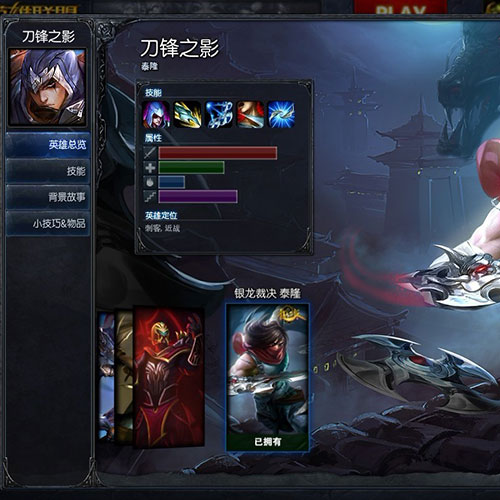 PLAY
刀锋之影
刀锋之影
泰隆
技能
属性
英雄总览
技能
背景故事
小技巧&物品
英雄定位
刺客, 近战
银龙裁决 泰隆
已拥有